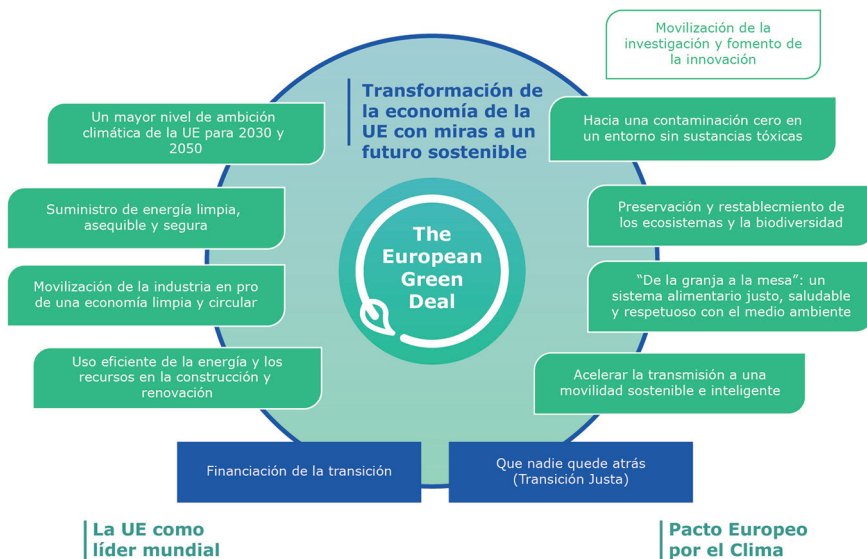 Movilización de la
investigación y fomento de
la innovación
Transformación de
la economía de la
UE con miras a un
futuro sostenible
Un mayor nivel de ambición
climática de la UE para 2030 y
2050
Hacia una contaminación cero en
un entorno sin sustancias tóxicas
Suministro de energía limpia,
asequible y segura
Preservación y restablecmiento de
los ecosistemas y la biodiversidad
The
European
Green
Deal
Movilización de la industria en pro
de una economía limpia y circular
“De la granja a la mesa”: un
sistema alimentario justo, saludable
y respetuoso con el medio ambiente
Uso eficiente de la energía y los
recursos en la construcción y
renovación
Acelerar la transmisión a una
movilidad sostenible e inteligente
Financiación de la transición
Que nadie quede atrás
(Transición Justa)
La UE como
líder mundial
Pacto Europeo
por el Clima